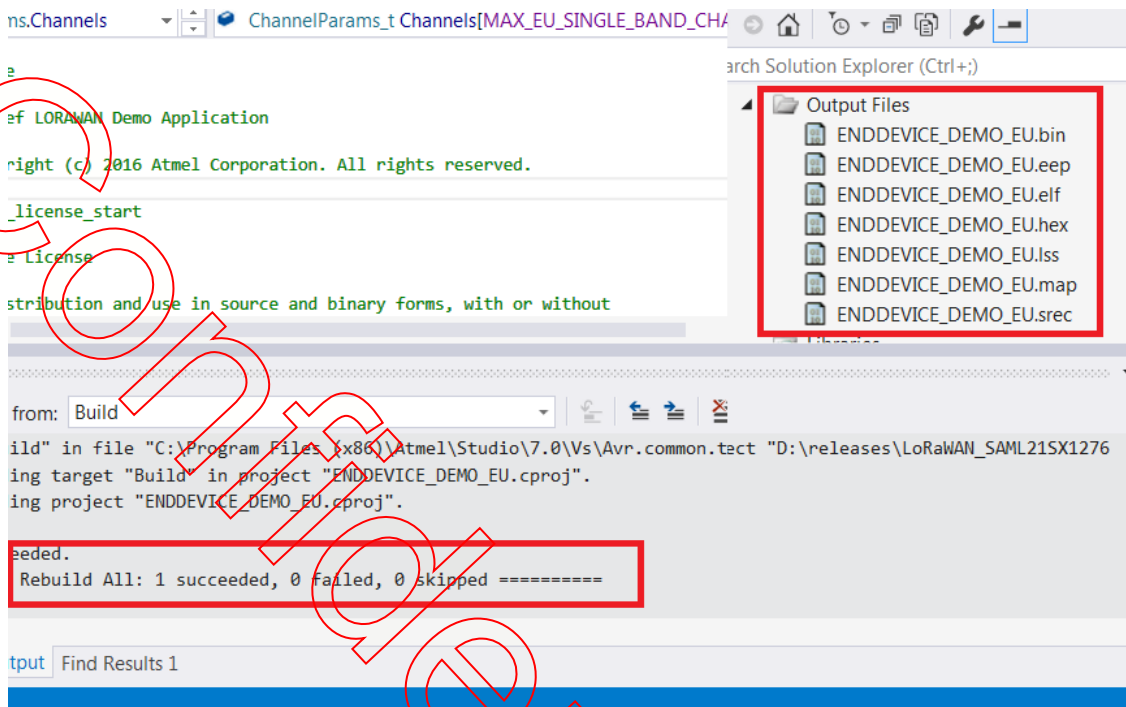 ms.Channels
ChannelParams_t Channels[MAX_EU_SINGLE_BAND_CHA
arch Solution Explorer (Ctrl+;)
e
ef LORAWAN Demo Application
right (c) 2016 Atmel Corporation. All rights reserved.
_license_start
e License
stribution and use in source and binary forms, with or without
Output Files
ENDDEVICE_DEMO_EU.bin
ENDDEVICE_DEMO_EU.eep
ENDDEVICE_DEMO_EU.elf
ENDDEVICE_DEMO_EU.hex
ENDDEVICE_DEMO_EU.lss
ENDDEVICE_DEMO_EU.map
ENDDEVICE_DEMO_EU.srec
from: Build
ild" in file "C:\Program Files (x86)\Atmel\Studio\7.0\Vs\Avr.common.tect "D:\releases\LoRaWAN_SAML21SX1276
ing target "Build" in project "ENDDEVICE_DEMO_EU.cproj".
ing project "ENDDEVICE_DEMO_EU.cproj".
eeded.
Rebuild All: 1 succeeded, 0 failed, 0 skipped ==========
tput Find Results 1
Confide